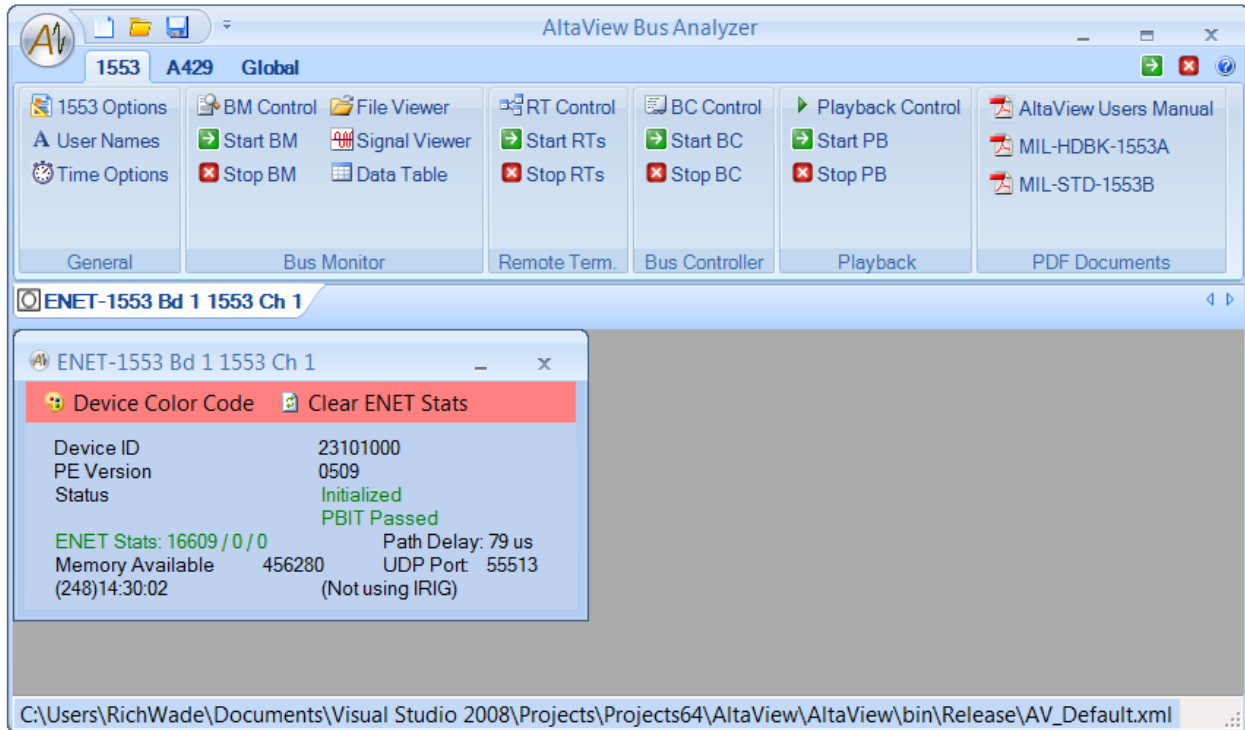 AltaView Bus Analyzer
1553 A429 Global
1553 Options
User Names
Time Options
General
BM Control File Viewer
Start BM Signal Viewer
Stop BM Data Table
Bus Monitor
RT Control
Start RTs
Stop RTs
Remote Term.
BC Control
Start BC
Stop BC
Bus Controller
Playback Control
Start PB
Stop PB
Playback
AltaView Users Manual
MIL-HDBK-1553A
MIL-STD-1553B
PDF Documents
ENET-1553 Bd 1 1553 Ch 1
ENET-1553 Bd 1 1553 Ch 1
Device Color Code Clear ENET Stats
Device ID 23101000
PE Version 0509
Status Initialized
PBIT Passed
ENET Stats: 16609 / 0 / 0 Path Delay: 79 us
Memory Available 456280 UDP Port: 55513
(248)14:30:02 (Not using IRIG)
C:\Users\RichWade\Documents\Visual Studio 2008\Projects\Projects64\AltaView\AltaView\bin\Release\AV_Default.xml